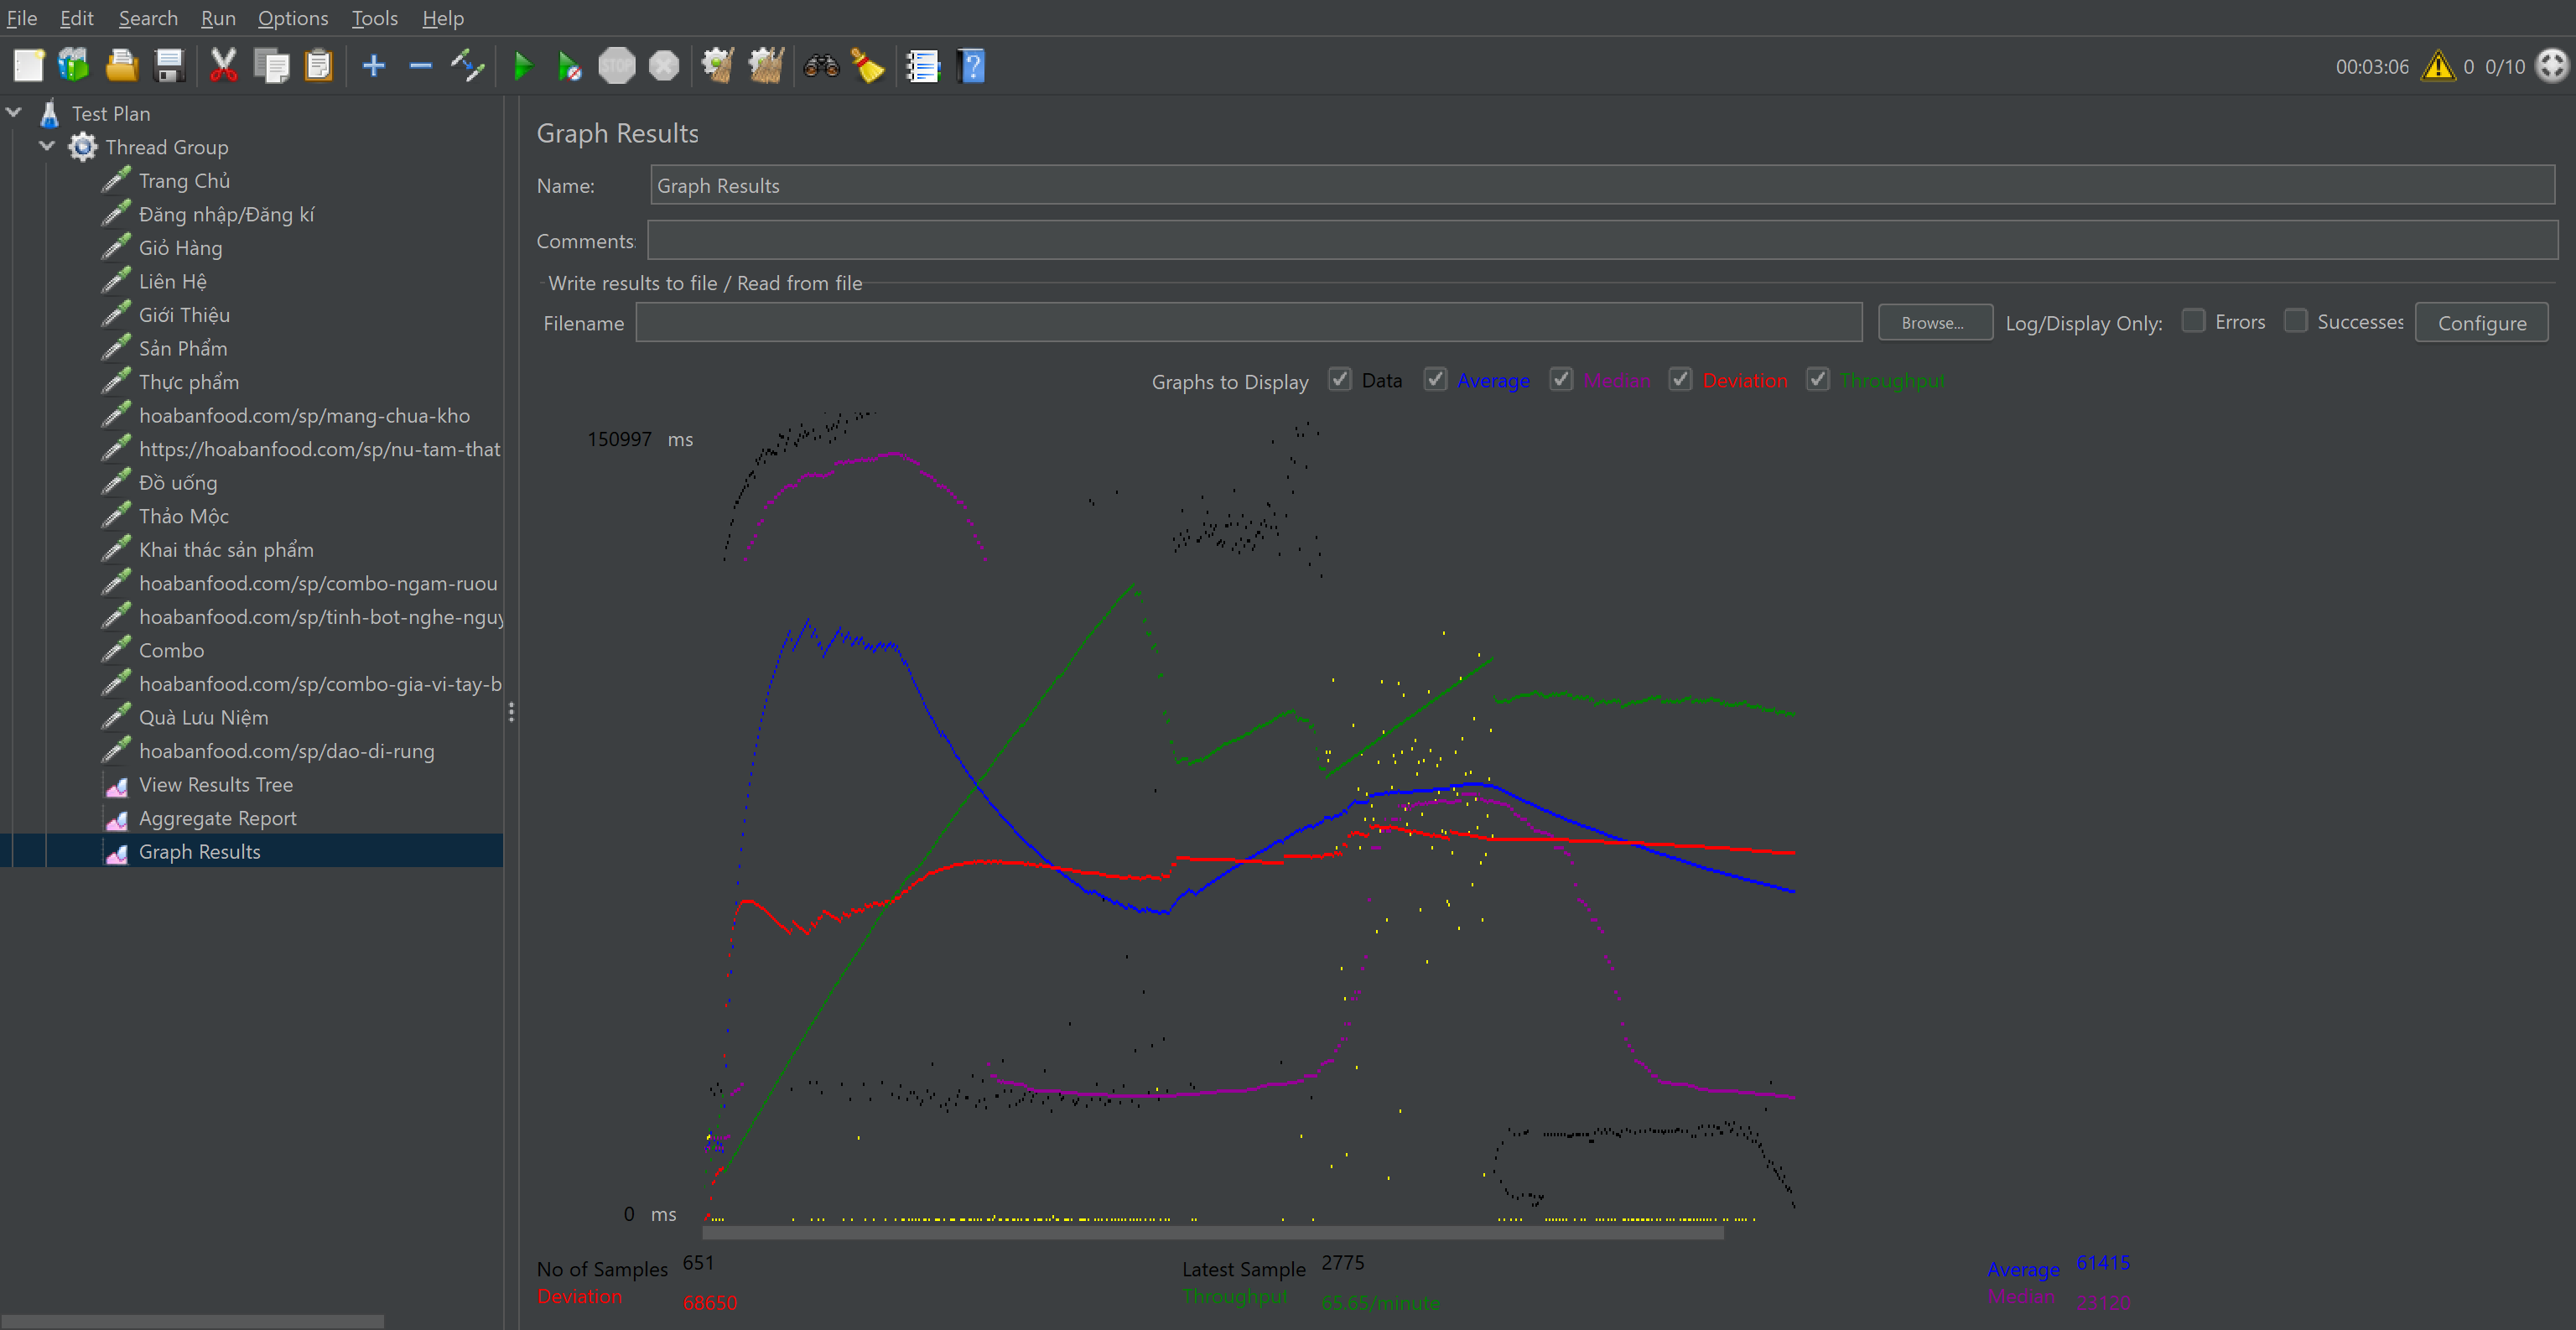 File Edit Search Run Options Tools Help
STOP
00:03:06 0 0/10
Test Plan
Thread Group
Trang Chủ
Đăng nhập/Đăng kí
Giỏ Hàng
Liên Hệ
Giới Thiệu
Sản Phẩm
Thực phẩm
hoabanfood.com/sp/mang-chua-kho
https://hoabanfood.com/sp/nu-tam-that
Đồ uống
Thảo Mộc
Khai thác sản phẩm
hoabanfood.com/sp/combo-ngam-ruou
hoabanfood.com/sp/tinh-bot-nghe-nguy
Combo
hoabanfood.com/sp/combo-gia-vi-tay-b
Quà Lưu Niệm
hoabanfood.com/sp/dao-di-rung
View Results Tree
Aggregate Report
Graph Results
Graph Results
Name: Graph Results
Comments:
Write results to file / Read from file
Filename Browse... Log/Display Only: Errors Successes Configure
Graphs to Display Data Average Median Deviation Throughput
150997 ms
0 ms
No of Samples 651 Latest Sample 2775 Average 61415
Deviation 68650 Throughput 65.65/minute Median 23120